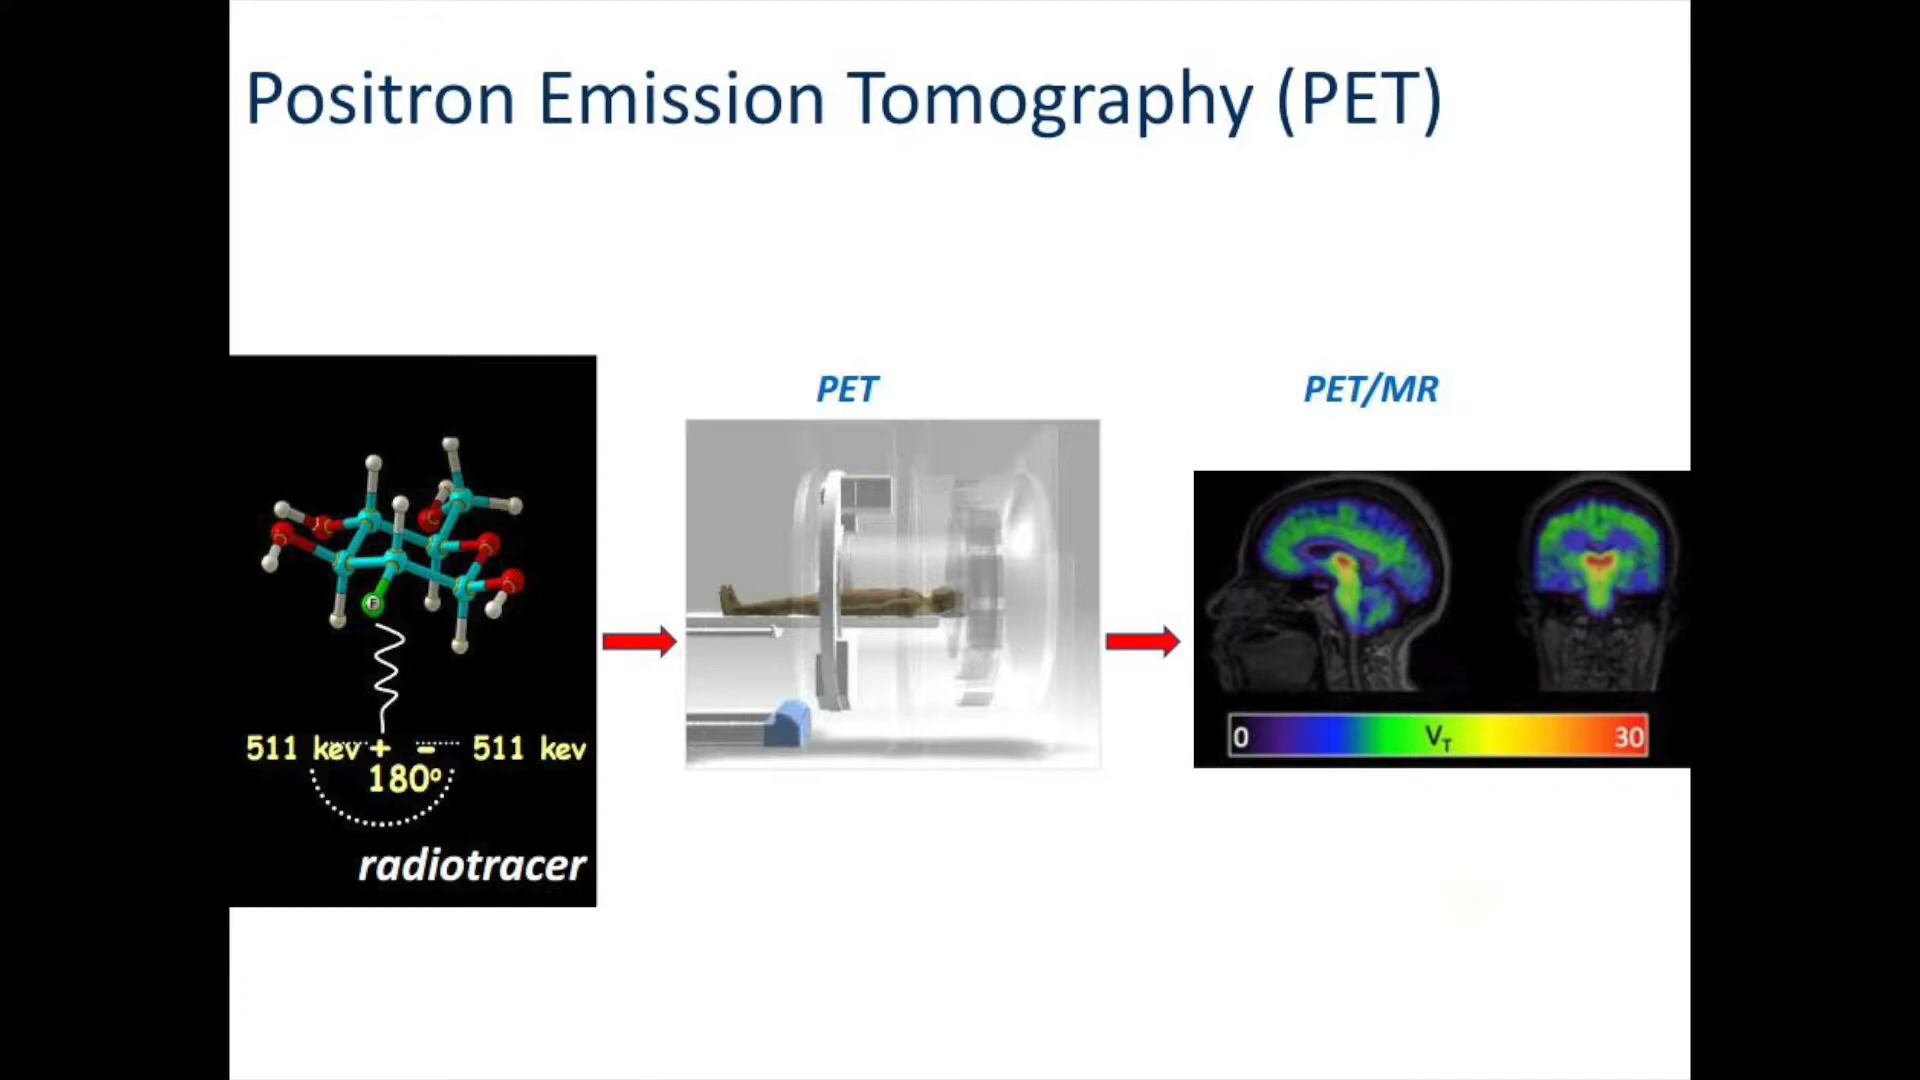 Positron Emission Tomography (PET)
PET
PET/MR
F
511 kev + - 511 kev
180°
radiotracer
0 VT 30